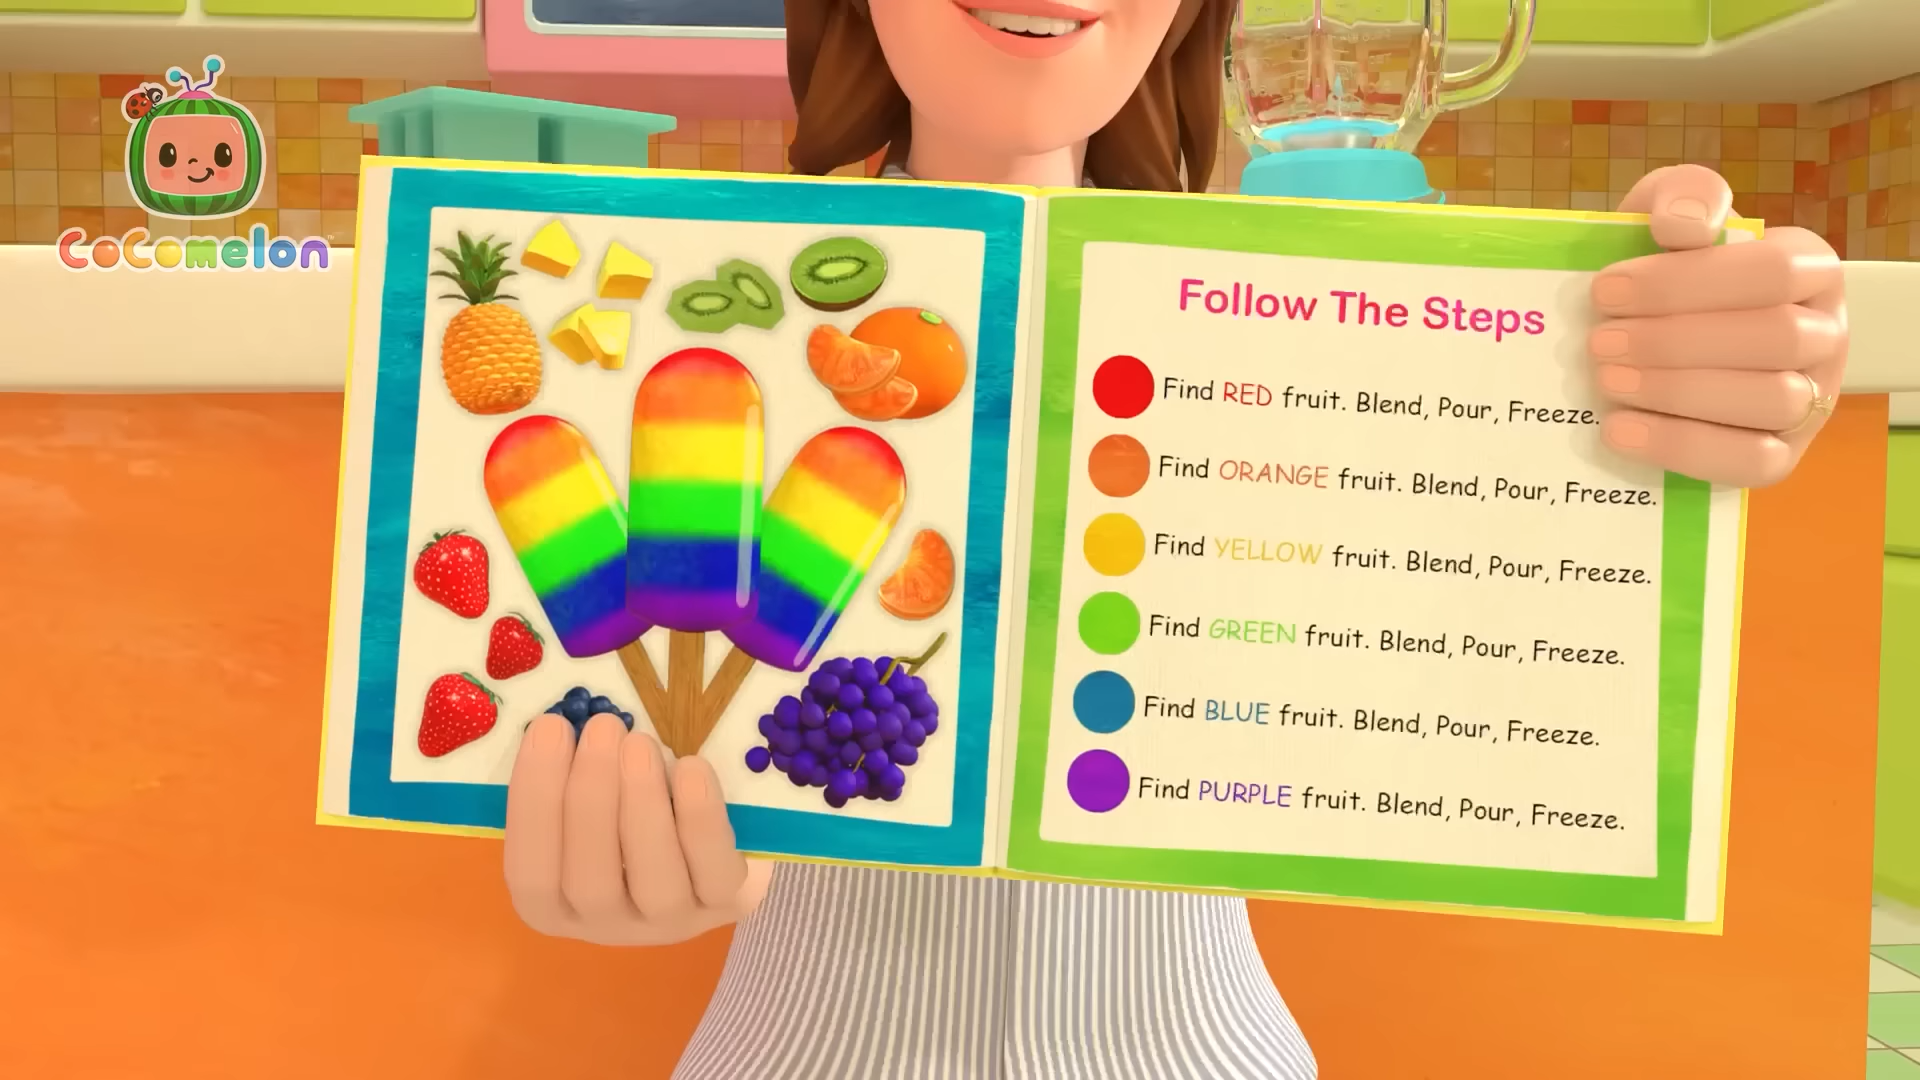 CoComelon
Follow The Steps
Find RED fruit. Blend, Pour, Freeze.
Find ORANGE fruit. Blend, Pour, Freeze.
Find YELLOW fruit. Blend, Pour, Freeze.
Find GREEN fruit. Blend, Pour, Freeze.
Find BLUE fruit. Blend, Pour, Freeze.
Find PURPLE fruit. Blend, Pour, Freeze.